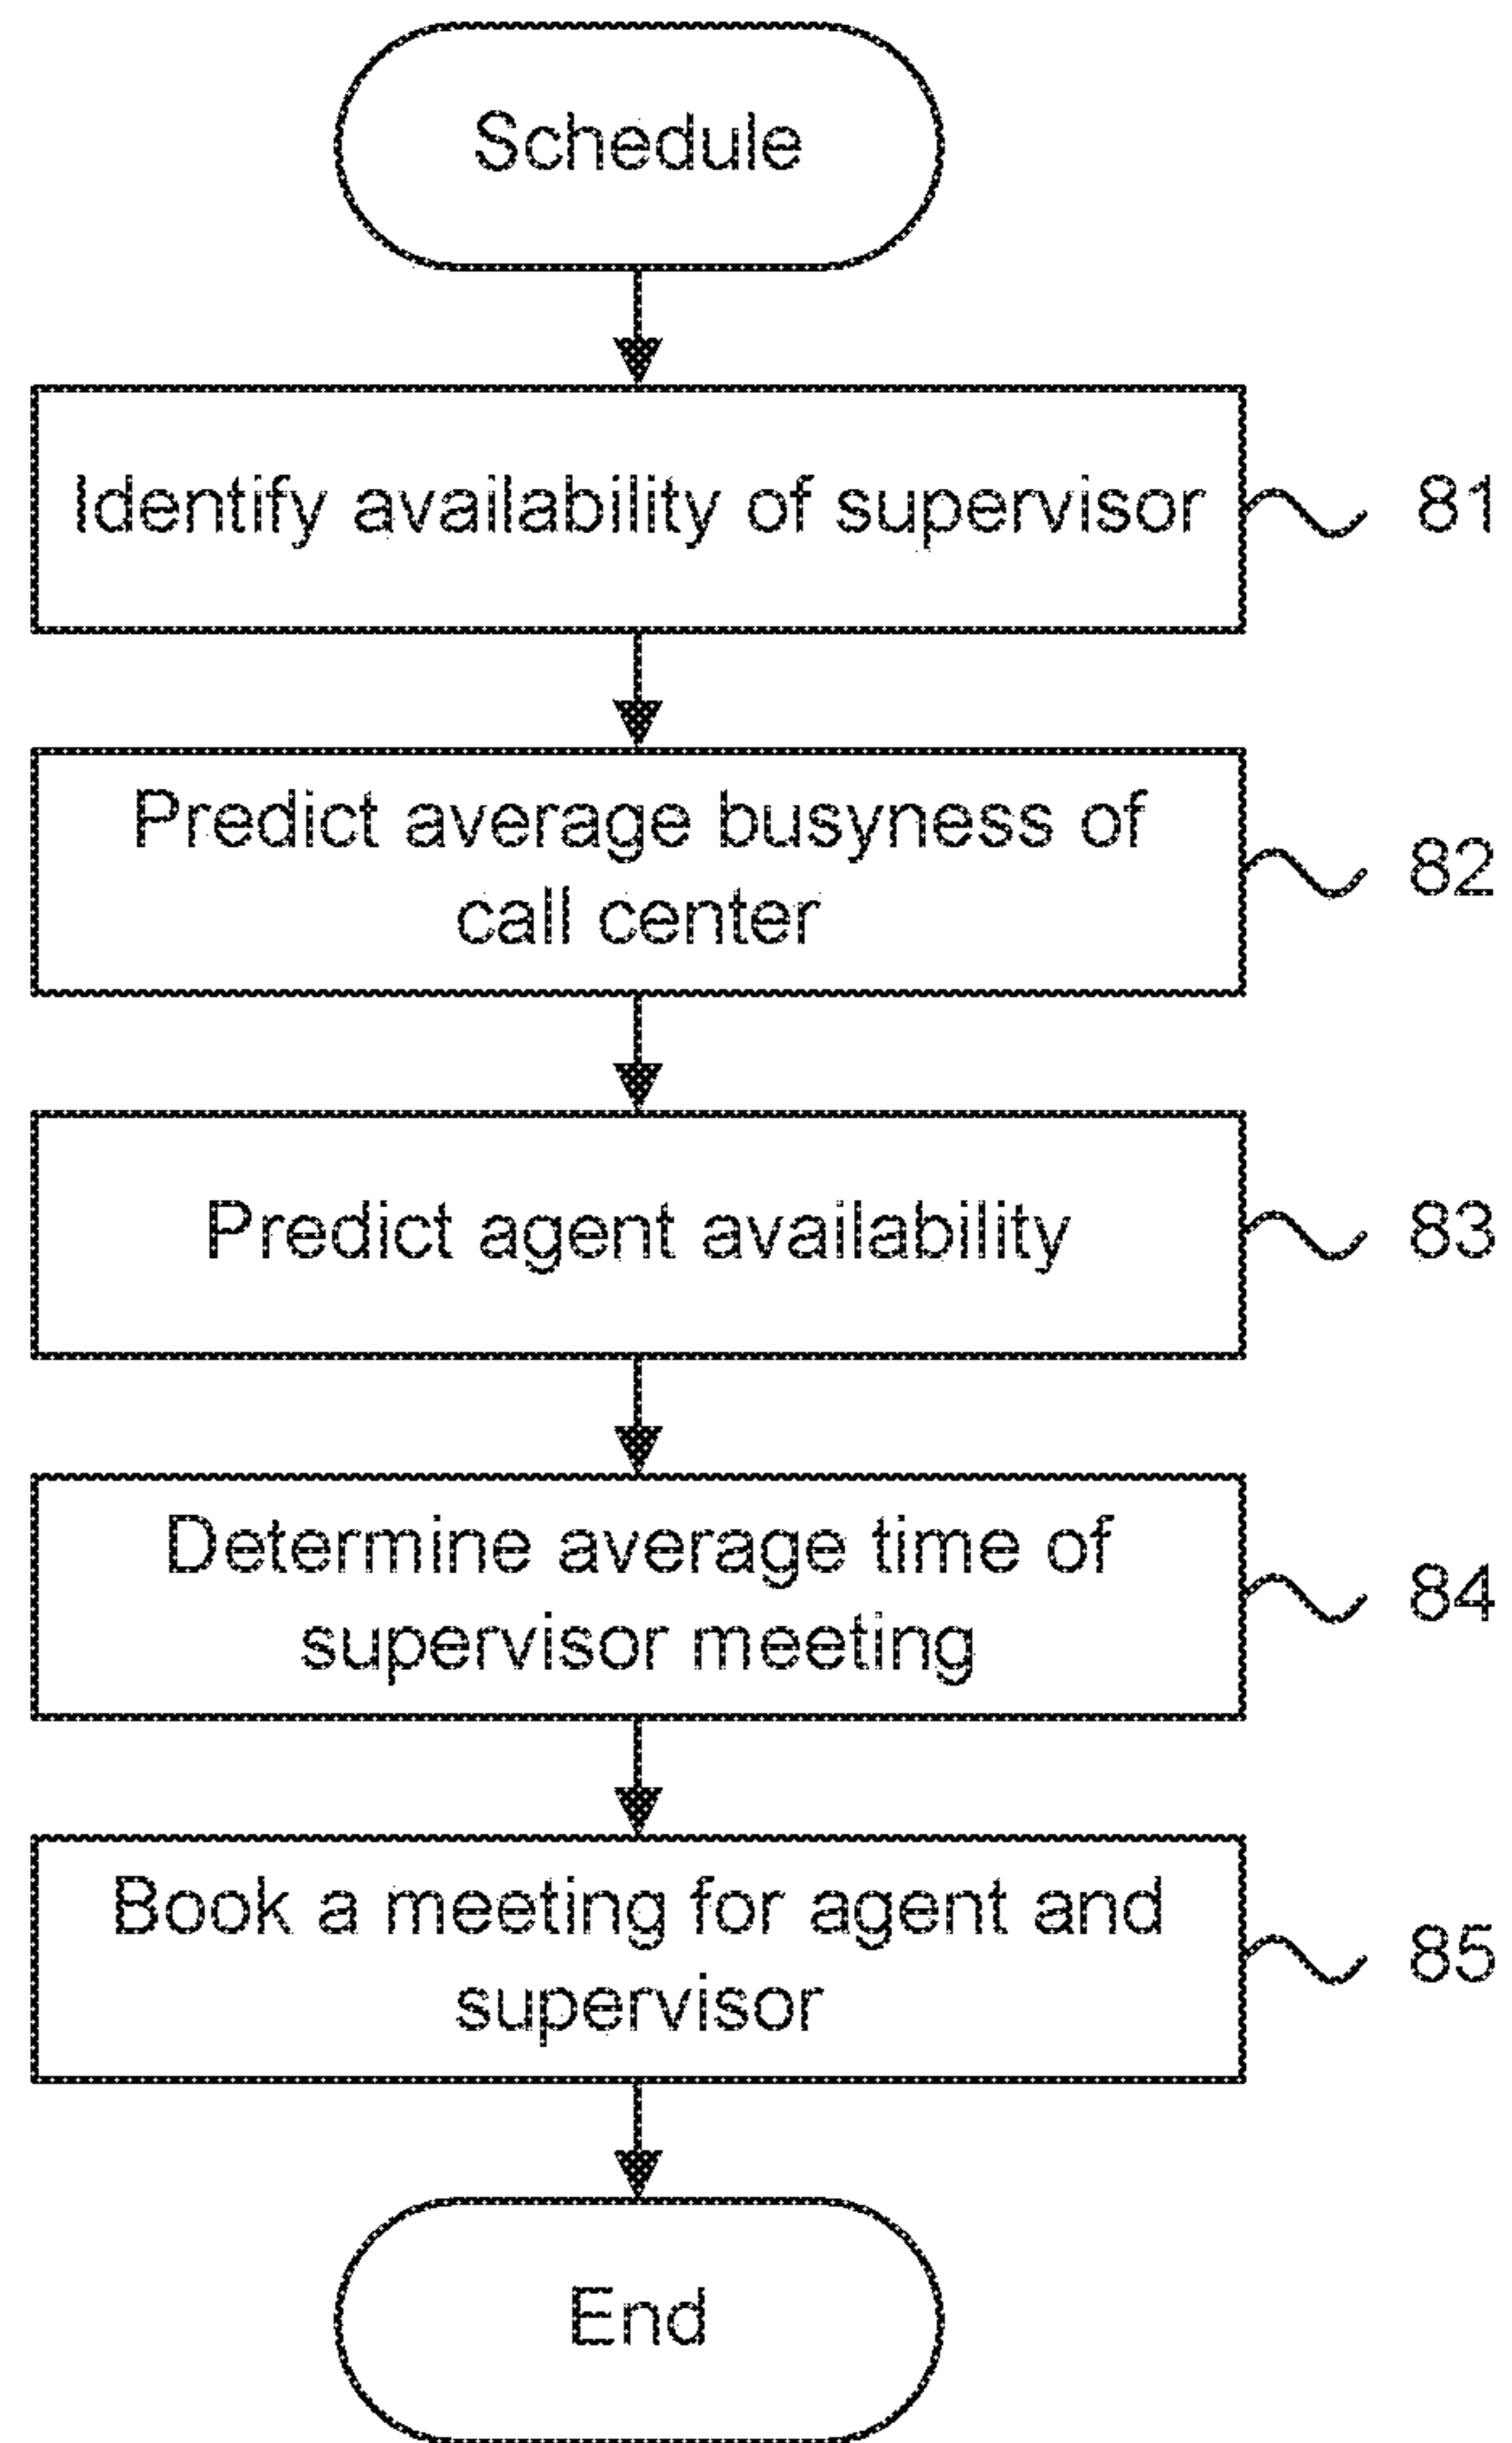 Schedule
Identify availability of supervisor
81
Predict average busyness of
call center
82
Predict agent availability
83
Determine average time of
supervisor meeting
84
Book a meeting for agent and
supervisor
85
End